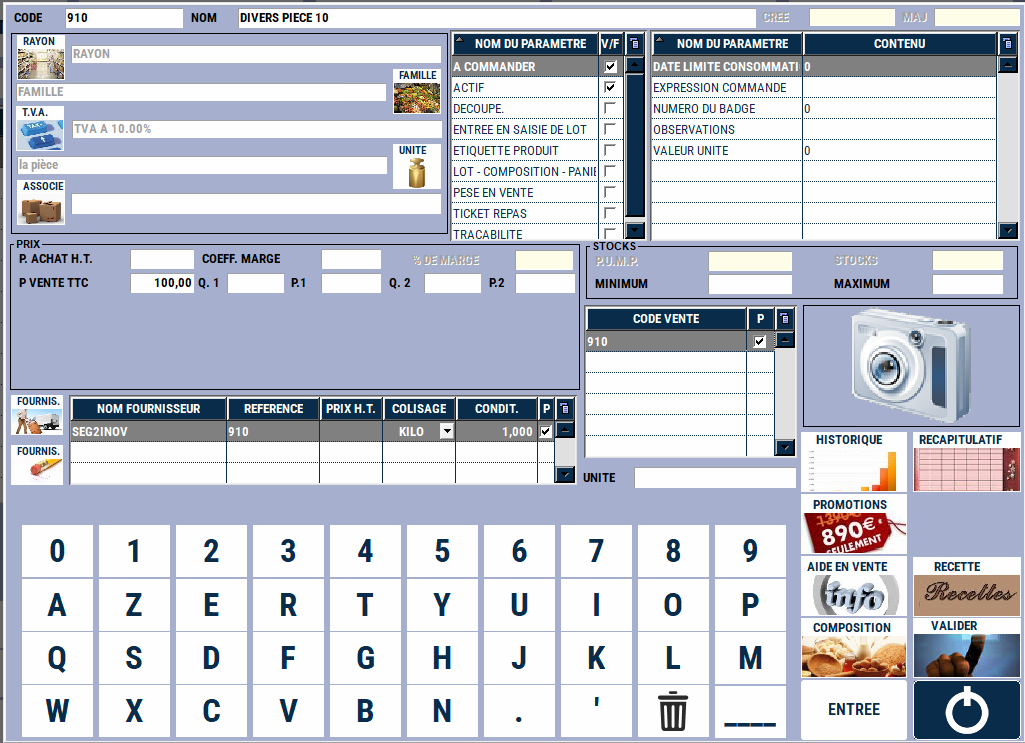 CODE 910 NOM DIVERS PIECE 10 CREE MAJ
RAYON
RAYON
FAMILLE
FAMILLE
T.V.A.
TVA A 10.00%
UNITE
la pièce
ASSOCIE
NOM DU PARAMETRE V/F
A COMMANDER
ACTIF
DECOUPE.
ENTREE EN SAISIE DE LOT
ETIQUETTE PRODUIT
LOT - COMPOSITION - PANIE
PESE EN VENTE
TICKET REPAS
TRACABILITE
NOM DU PARAMETRE CONTENU
DATE LIMITE CONSOMMATI 0
EXPRESSION COMMANDE
NUMERO DU BADGE 0
OBSERVATIONS
VALEUR UNITE 0
PRIX
P. ACHAT H.T. COEFF. MARGE % DE MARGE
P VENTE TTC 100,00 Q. 1 P.1 Q. 2 P.2
STOCKS
P.U.M.P. STOCKS
MINIMUM MAXIMUM
CODE VENTE P
910
UNITE
FOURNIS.
FOURNIS.
NOM FOURNISSEUR REFERENCE PRIX H.T. COLISAGE CONDIT. P
SEG2INOV 910 KILO 1,000
HISTORIQUE RECAPITULATIF
PROMOTIONS
1390€
890€
SEULEMENT
AIDE EN VENTE RECETTE
info Recettes
COMPOSITION VALIDER
ENTREE
0 1 2 3 4 5 6 7 8 9
A Z E R T Y U I O P
Q S D F G H J K L M
W X C V B N . ' ____